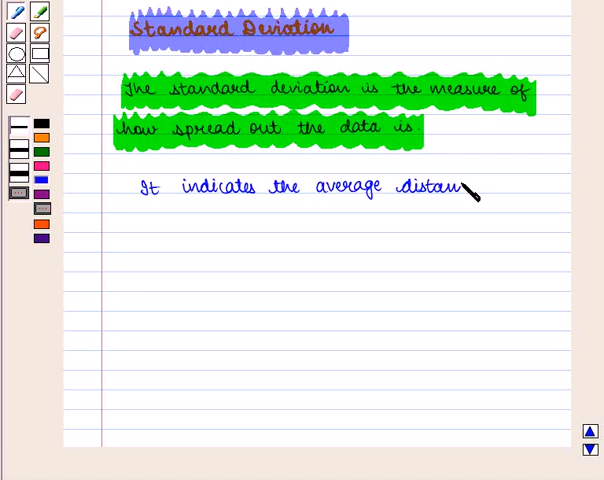 Standard Deviation
The standard deviation is the measure of
how spread out the data is.
It indicates the average distan